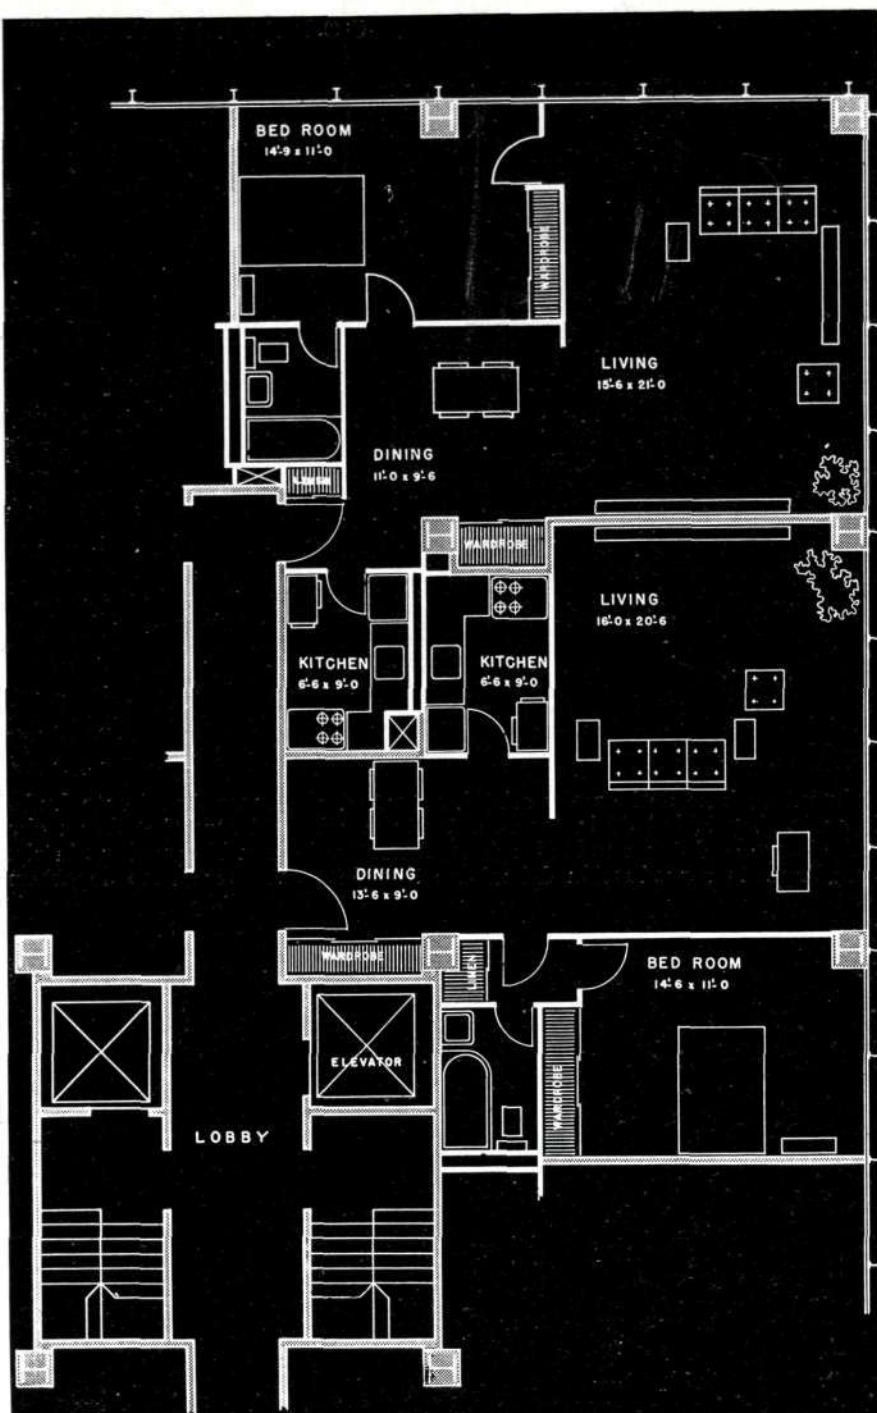 BED ROOM
14'-9 x 11'-0
WARDROBE
LIVING
15'-6 x 21'-0
DINING
11'-0 x 9'-6
LINEN
WARDROBE
LIVING
16'-0 x 20'-6
KITCHEN
6'-6 x 9'-0
KITCHEN
6'-6 x 9'-0
DINING
13'-6 x 9'-0
WARDROBE
LINEN
BED ROOM
14'-6 x 11'-0
ELEVATOR
WARDROBE
LOBBY